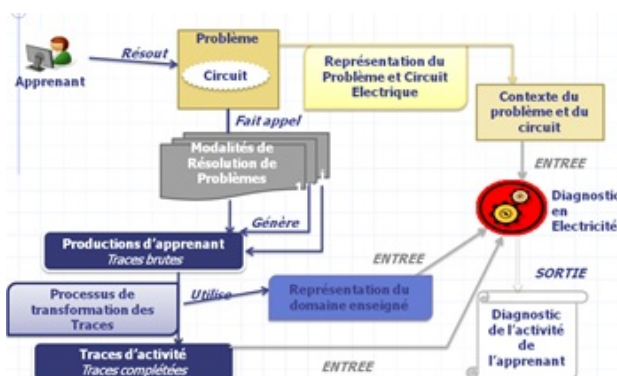 Problème
Résout
Apprenant
Circuit
Représentation du
Problème et Circuit
Electrique
Contexte du
problème et du
circuit
Fait appel
Modalités de
Résolution de
Problèmes
ENTREE
Diagnostic
en
Electricité
Génère
Productions d'apprenant
Traces brutes
ENTREE
SORTIE
Processus de
transformation des
Traces
Utilise
Représentation du
domaine enseigné
Diagnostic
de l'activité
de
l'apprenant
Traces d'activité
Traces complétées
ENTREE